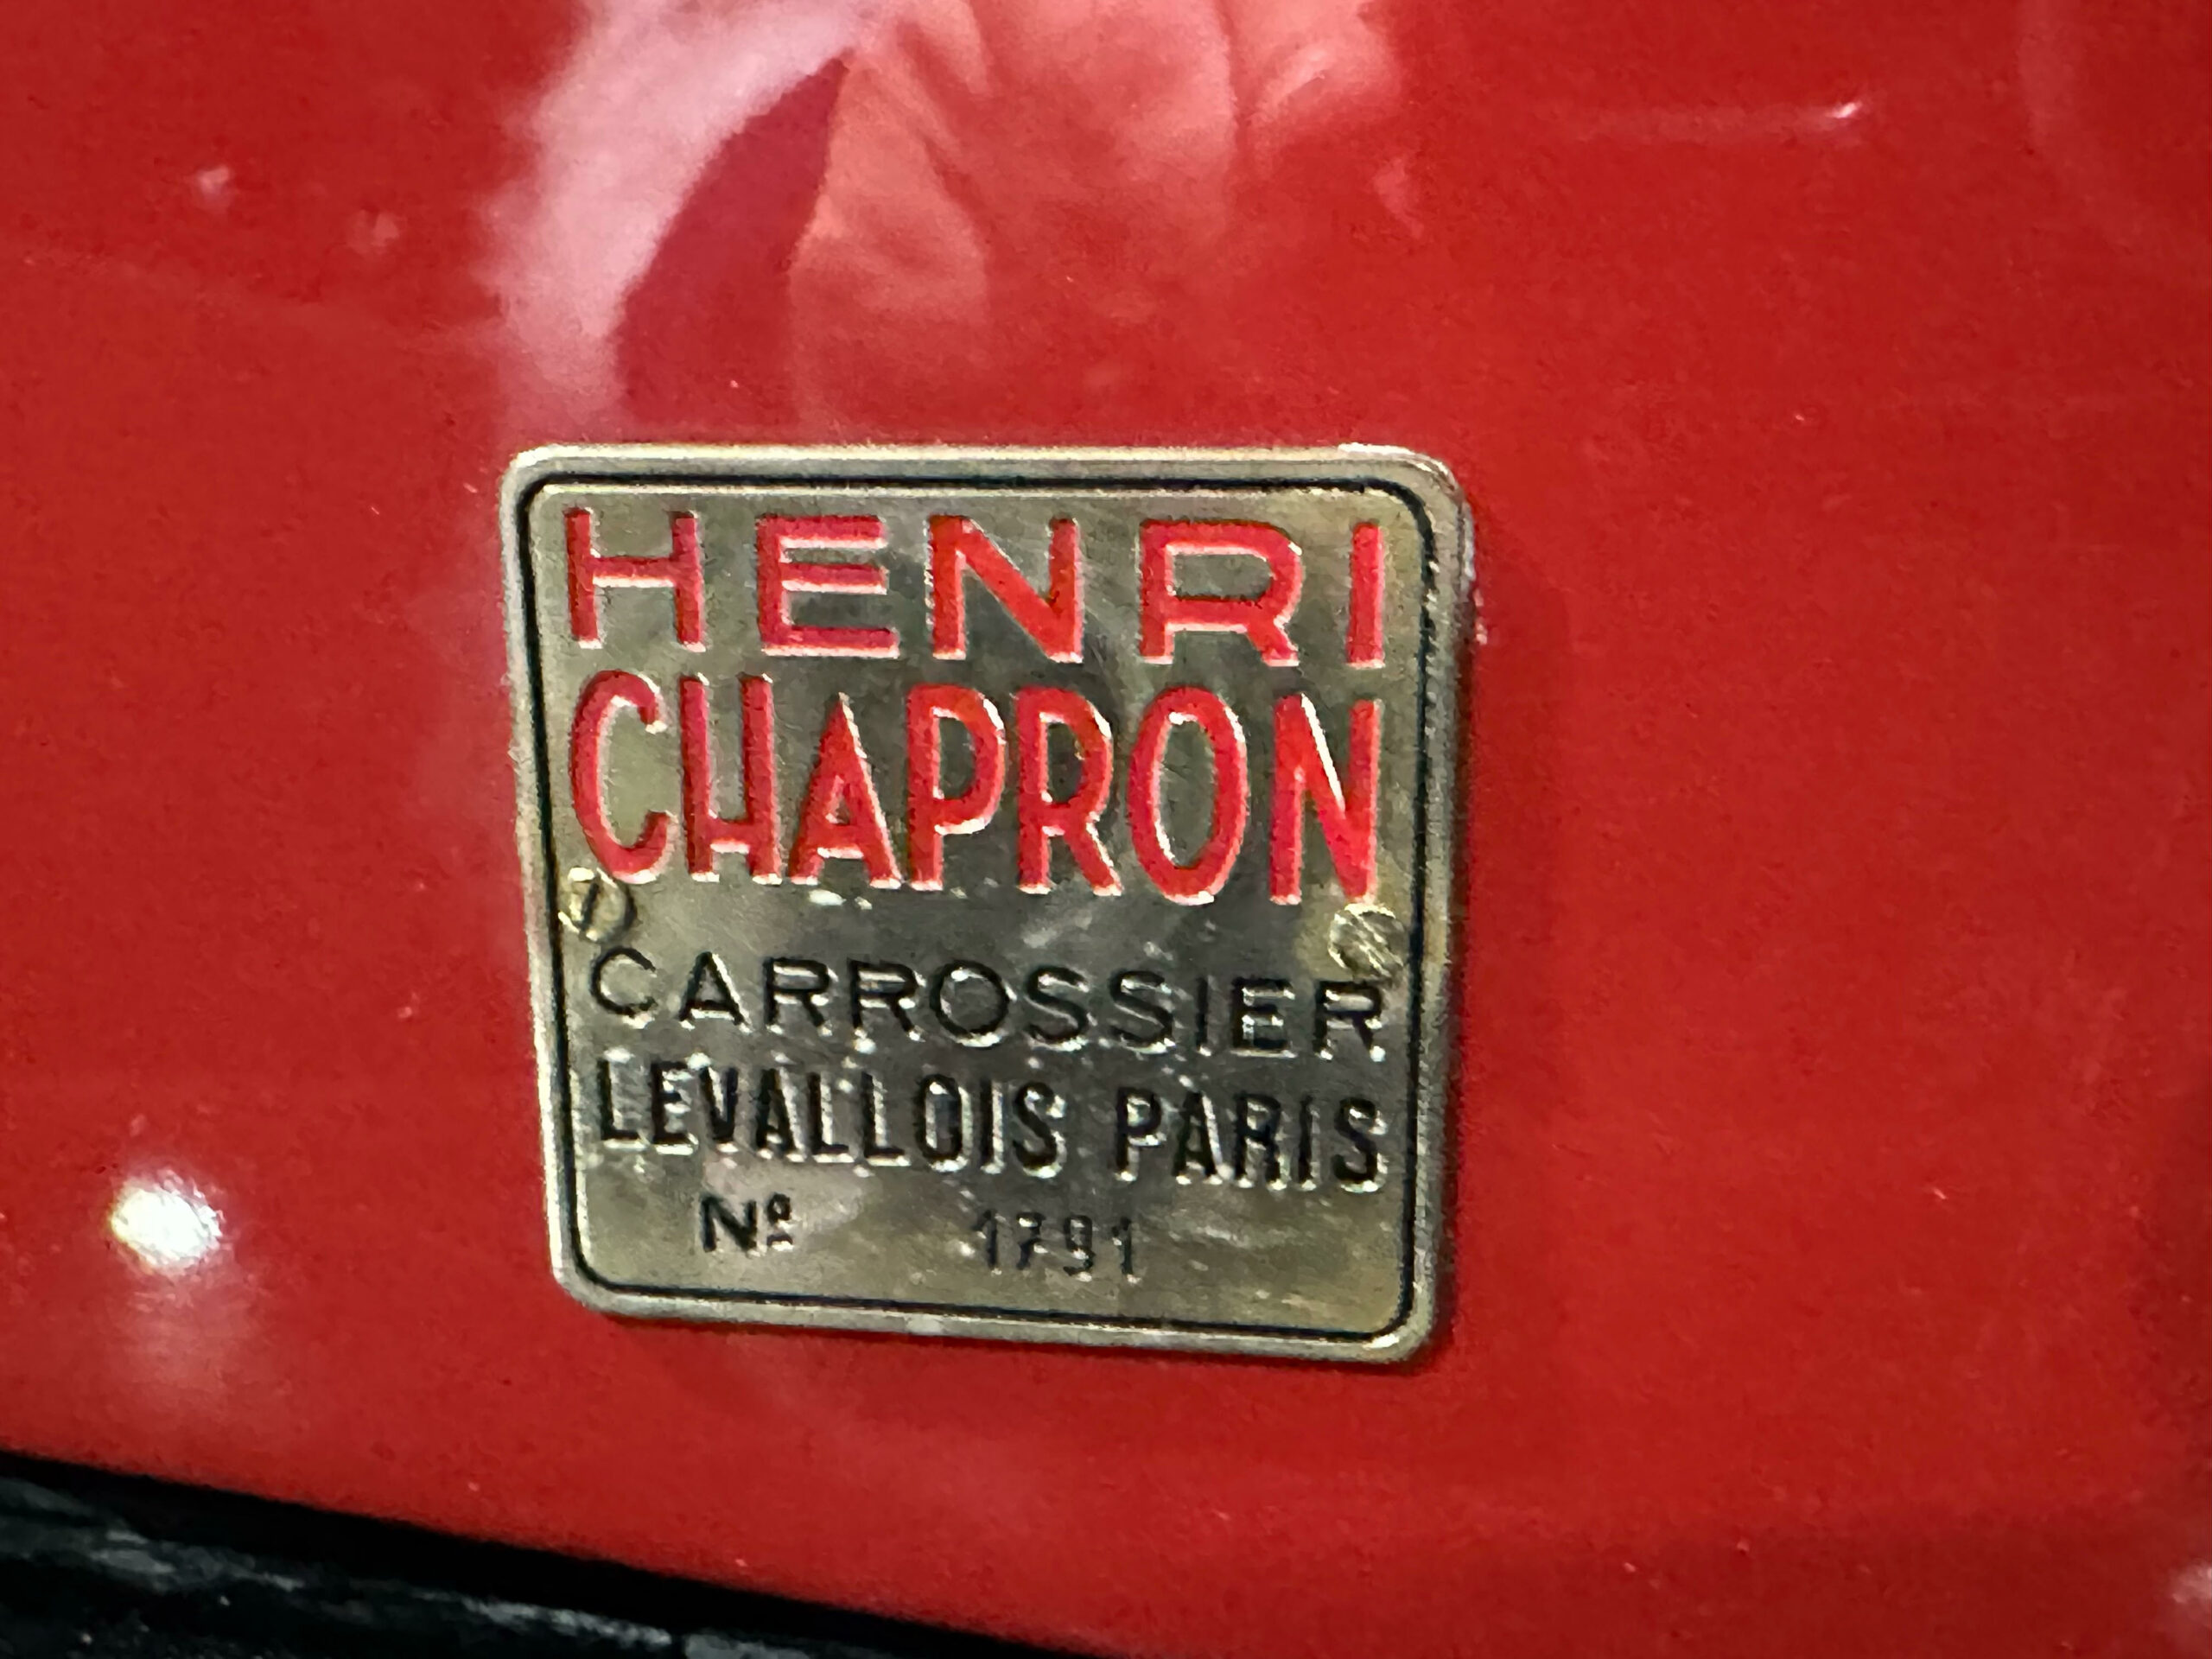 HENRI
CHAPRON
CARROSSIER
LEVALLOIS PARIS
Nº 1791